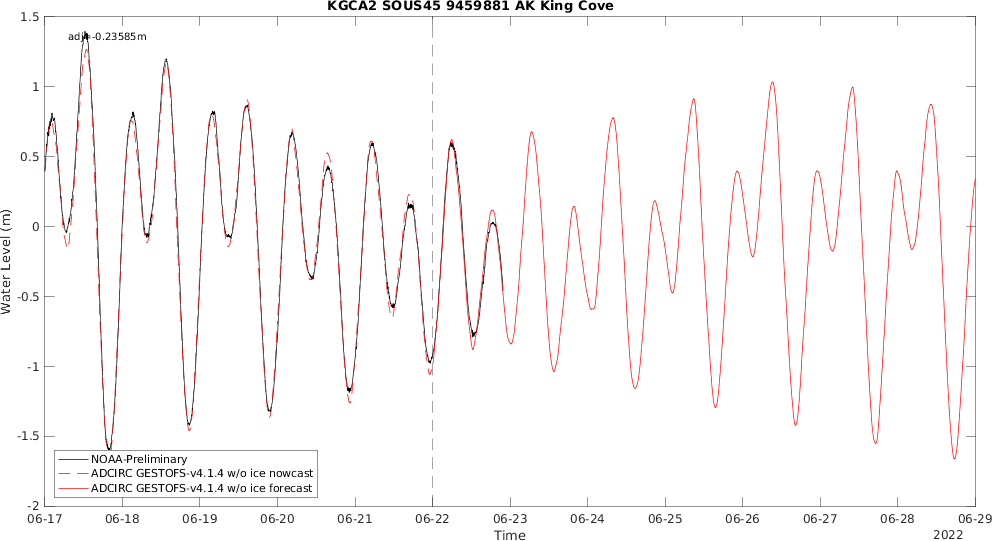 KGCA2 SOUS45 9459881 AK King Cove
adj=-0.23585m
1.5
1
0.5
0
-0.5
-1
-1.5
-2
Water Level (m)
NOAA-Preliminary
ADCIRC GESTOFS-v4.1.4 w/o ice nowcast
ADCIRC GESTOFS-v4.1.4 w/o ice forecast
06-17 06-18 06-19 06-20 06-21 06-22 06-23 06-24 06-25 06-26 06-27 06-28 06-29
Time
2022